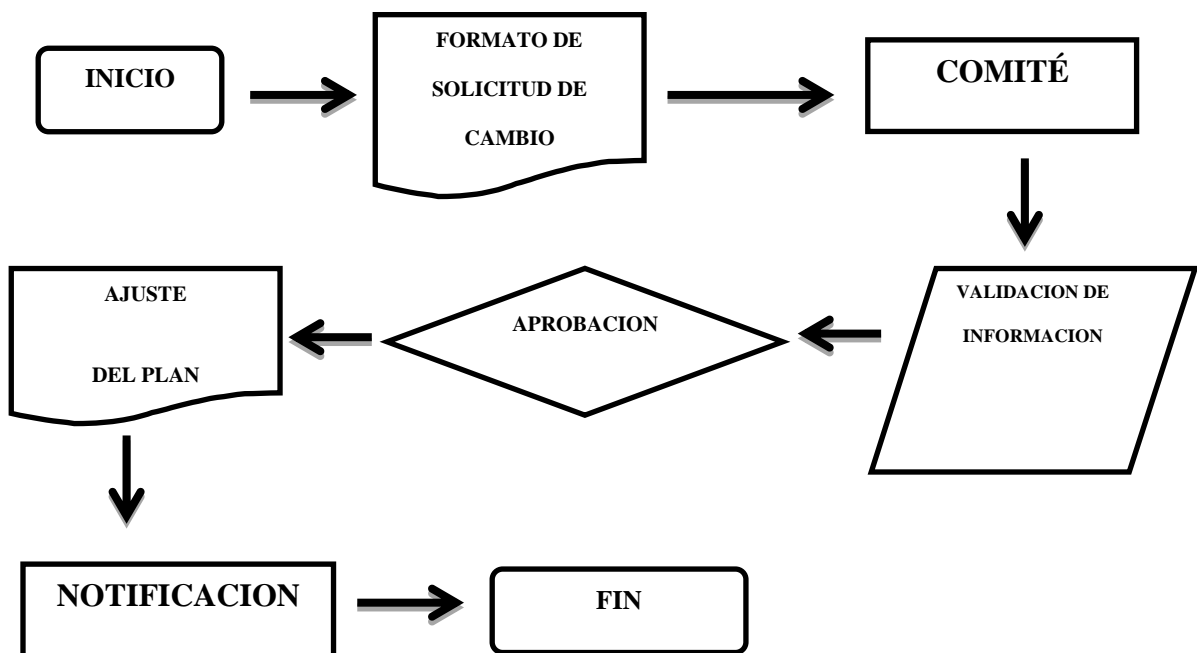 INICIO
FORMATO DE
SOLICITUD DE
CAMBIO
COMITÉ
VALIDACION DE
INFORMACION
APROBACION
AJUSTE
DEL PLAN
NOTIFICACION
FIN